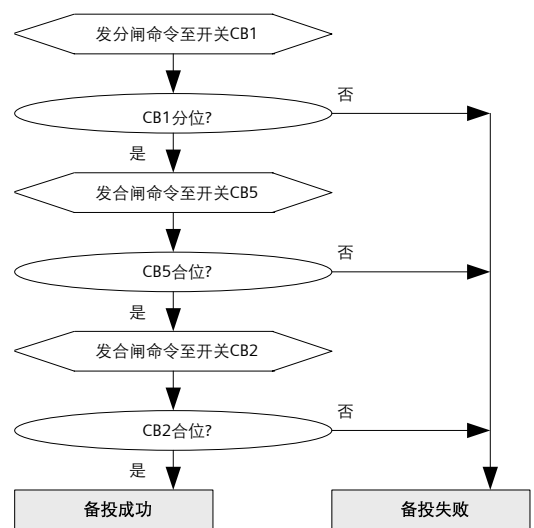 发分闸命令至开关CB1
否
CB1分位?
是
发合闸命令至开关CB5
否
CB5合位?
是
发合闸命令至开关CB2
否
CB2合位?
是
备投成功
备投失败